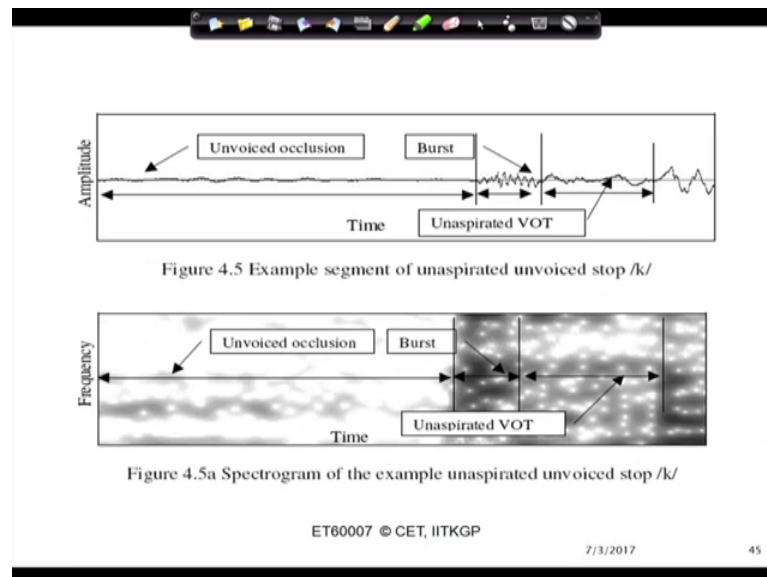 Amplitude
Unvoiced occlusion
Burst
Time
Unaspirated VOT
Figure 4.5 Example segment of unaspirated unvoiced stop /k/
Frequency
Unvoiced occlusion
Burst
Unaspirated VOT
Time
Figure 4.5a Spectrogram of the example unaspirated unvoiced stop /k/
ET60007 © CET, IITKGP
7/3/2017
45